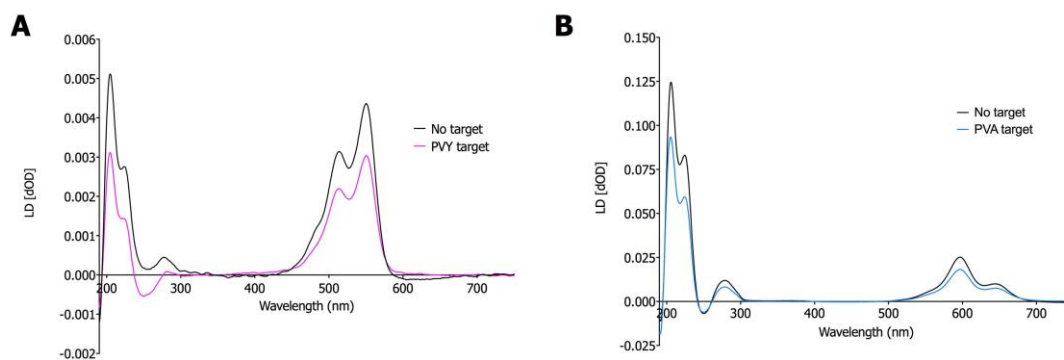 A
0.006
0.005
0.004
0.003
0.002
0.001
0.000
-0.001
-0.002
LD [dOD]
200 300 400 500 600 700
Wavelength (nm)
No target
PVY target
B
0.150
0.125
0.100
0.075
0.050
0.025
0.000
-0.025
LD [dOD]
200 300 400 500 600 700
Wavelength (nm)
No target
PVA target